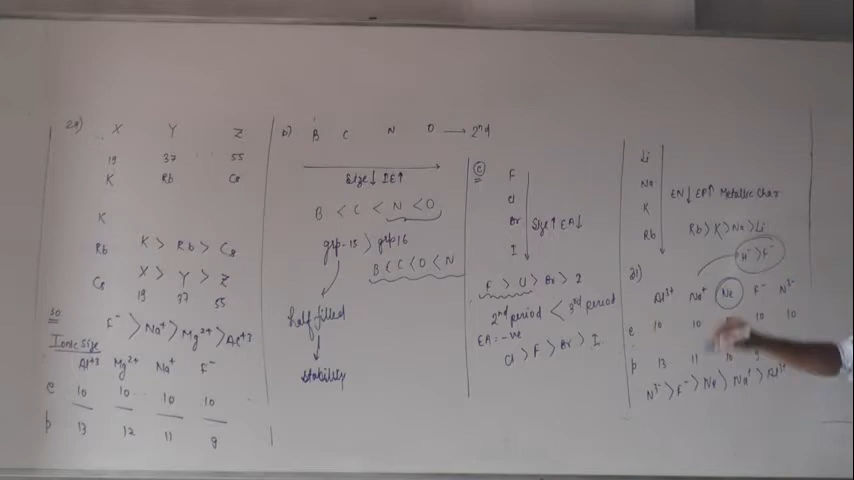 29) X Y Z
19 37 55
K Rb Cs
K
Rb K > Rb > Cs
Cs X > Y > Z
19 37 55
30 F⁻ > Na⁺ > Mg²⁺ > Al⁺³
Ionic Size
Al⁺³ Mg²⁺ Na⁺ F⁻
e 10 10 10 10
p 13 12 11 9
b) B C N O → 2nd
Size↓ IE↑
B < C < N < O
grp-15 > grp16
B < C < O < N
half filled
↓
stability
c F
Cl
Br Size↑ EA↓
I
F > Cl > Br > I
2nd period < 3rd period
EA: -ve
Cl > F > Br > I
Li
Na EN↓ EP↑ Metallic Char
K
Rb Rb > K > Na > Li
H⁻ > F⁻
31)
Al³⁺ Na⁺ Ne F⁻ N³⁻
e 10 10 10 10
p 13 11 10 9
N³⁻ > F⁻ > Ne > Na⁺ > Al³⁺